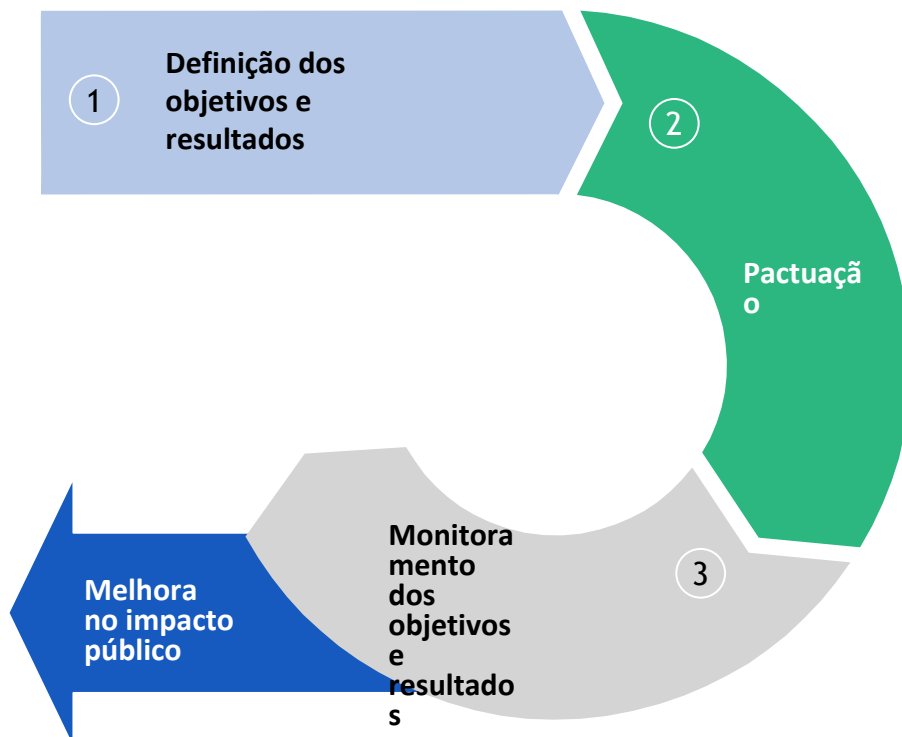 1
Definição dos
objetivos e
resultados
2
Pactuaçã
o
3
Monitora
mento
dos
objetivos
e
resultado
s
Melhora
no impacto
público